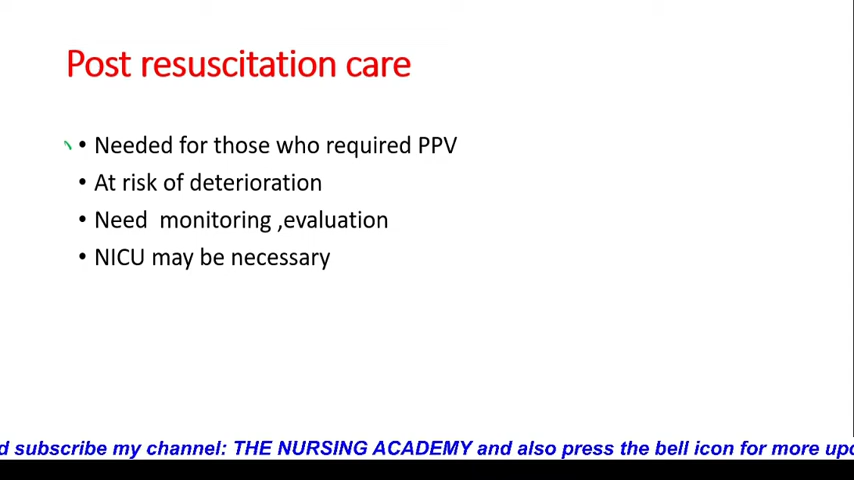 Post resuscitation care
• Needed for those who required PPV
• At risk of deterioration
• Need  monitoring ,evaluation
• NICU may be necessary
subscribe my channel: THE NURSING ACADEMY and also press the bell icon for more